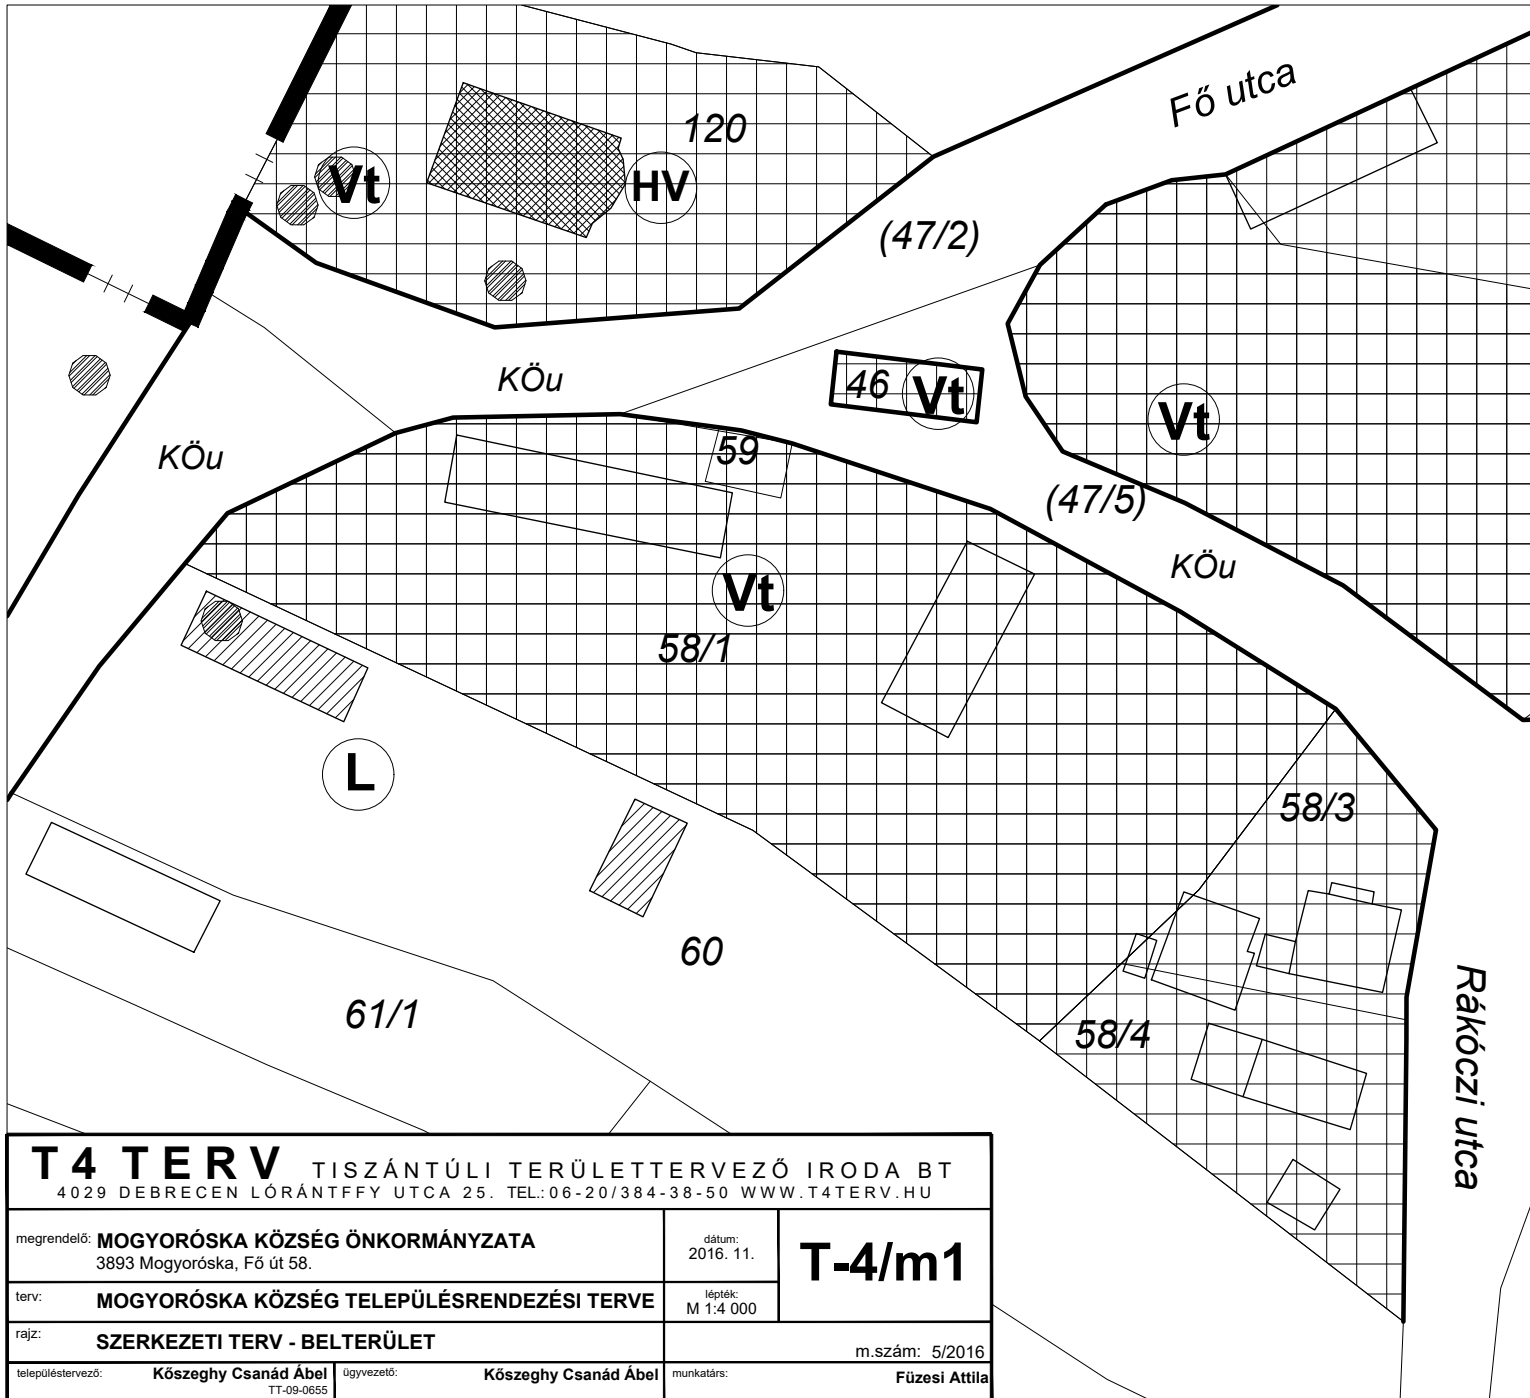 Fő utca
120
Vt
HV
(47/2)
KÖu
46
Vt
Vt
KÖu
59
(47/5)
KÖu
Vt
58/1
L
58/3
60
61/1
58/4
Rákóczi utca
T4 TERV TISZÁNTÚLI TERÜLETTERVEZŐ IRODA BT
4029 DEBRECEN LÓRÁNTFFY UTCA 25. TEL.: 06-20/384-38-50 WWW.T4TERV.HU
megrendelő: MOGYORÓSKA KÖZSÉG ÖNKORMÁNYZATA
3893 Mogyoróska, Fő út 58.
dátum:
2016. 11.
T-4/m1
terv: MOGYORÓSKA KÖZSÉG TELEPÜLÉSRENDEZÉSI TERVE
lépték:
M 1:4 000
rajz: SZERKEZETI TERV - BELTERÜLET
m.szám: 5/2016
településtervező: Kőszeghy Csanád Ábel
TT-09-0655
ügyvezető: Kőszeghy Csanád Ábel
munkatárs: Füzesi Attila